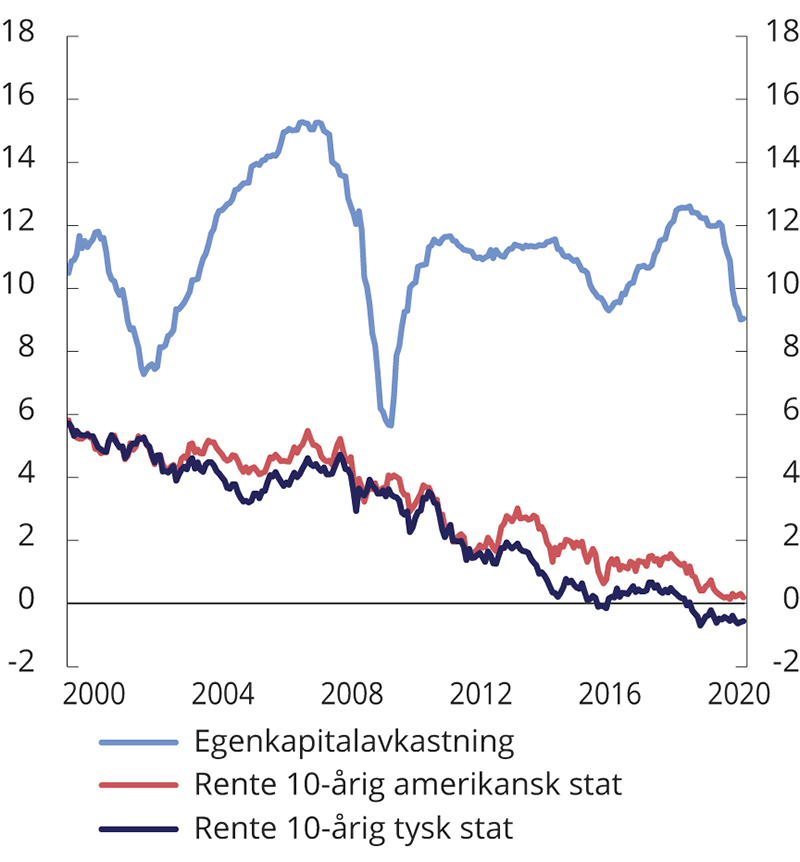 18 18
16 16
14 14
12 12
10 10
8 8
6 6
4 4
2 2
0 0
-2 -2
2000 2004 2008 2012 2016 2020
Egenkapitalavkastning
Rente 10-årig amerikansk stat
Rente 10-årig tysk stat